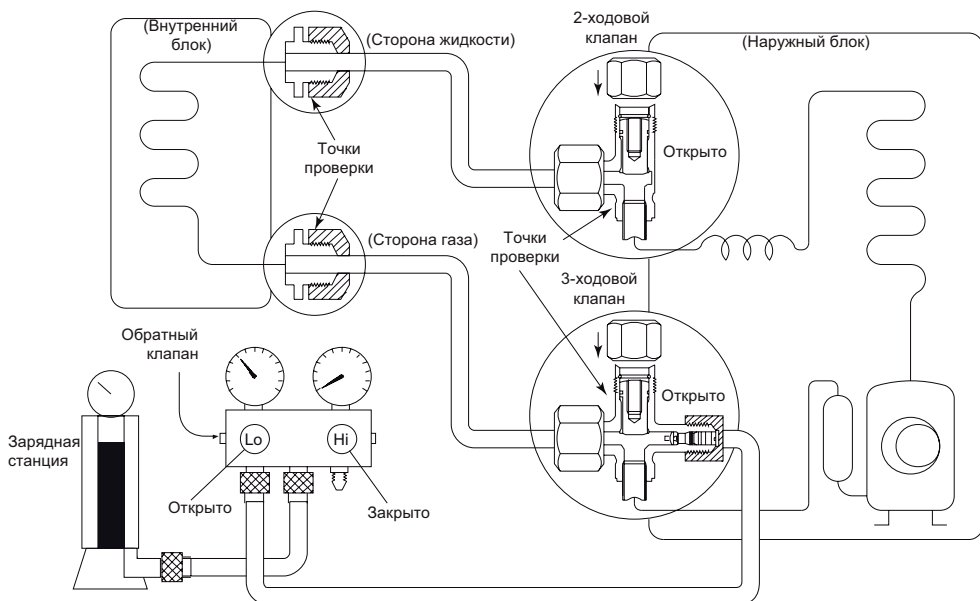 2-ходовой
клапан
(Внутренний
блок)
(Сторона жидкости)
(Наружный блок)
Открыто
Точки
проверки
(Сторона газа)
Точки
проверки
3-ходовой
клапан
Обратный
клапан
Открыто
Зарядная
станция
Lo
Hi
Открыто
Закрыто